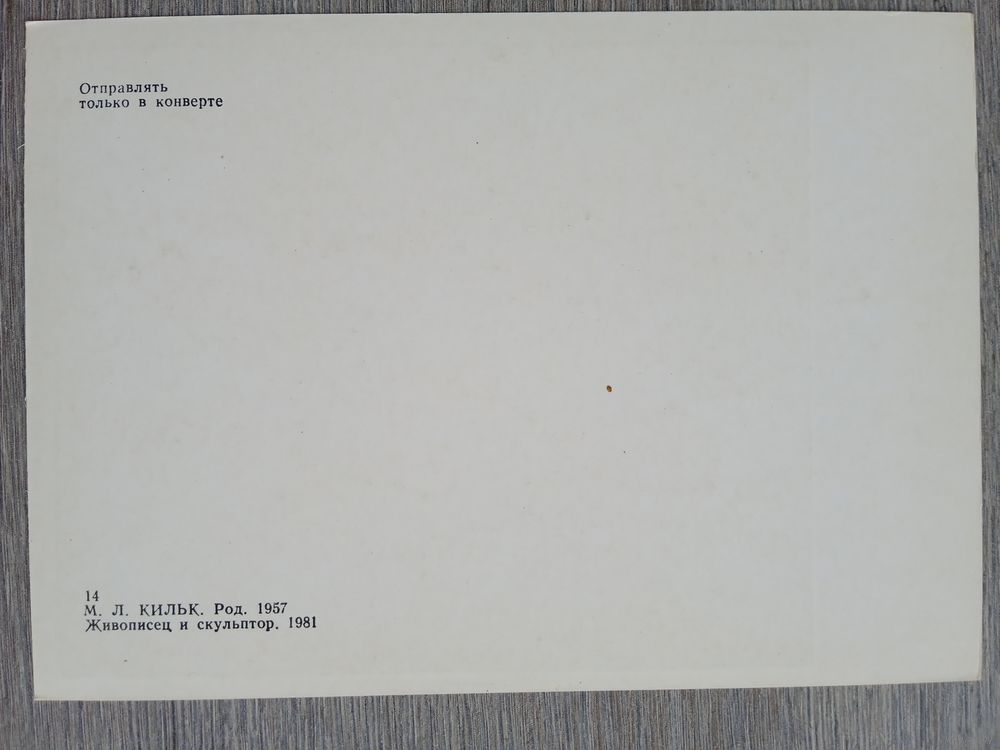 Отправлять
только в конверте
14
М. Л. КИЛЬК. Род. 1957
Живописец и скульптор. 1981